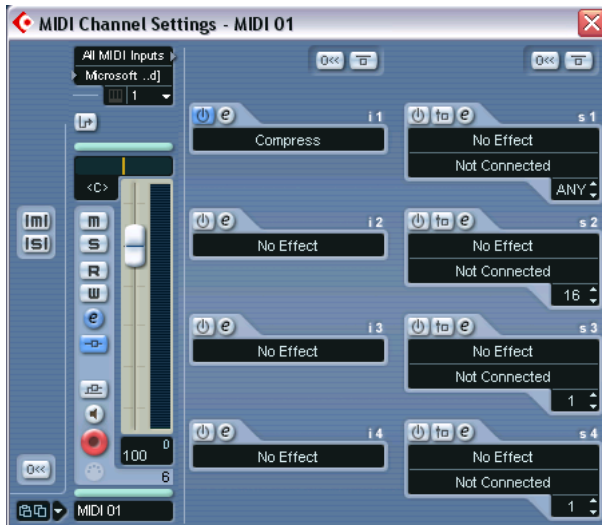 MIDI Channel Settings - MIDI 01
All MIDI Inputs
Microsoft ..d]
1
<C>
m
S
R
W
e
100
0
6
MIDI 01
0<<
|m|
|S|
0<<
0<<
e
i 1
Compress
e
i 2
No Effect
e
i 3
No Effect
e
i 4
No Effect
e
s 1
No Effect
Not Connected
ANY
e
s 2
No Effect
Not Connected
16
e
s 3
No Effect
Not Connected
1
e
s 4
No Effect
Not Connected
1